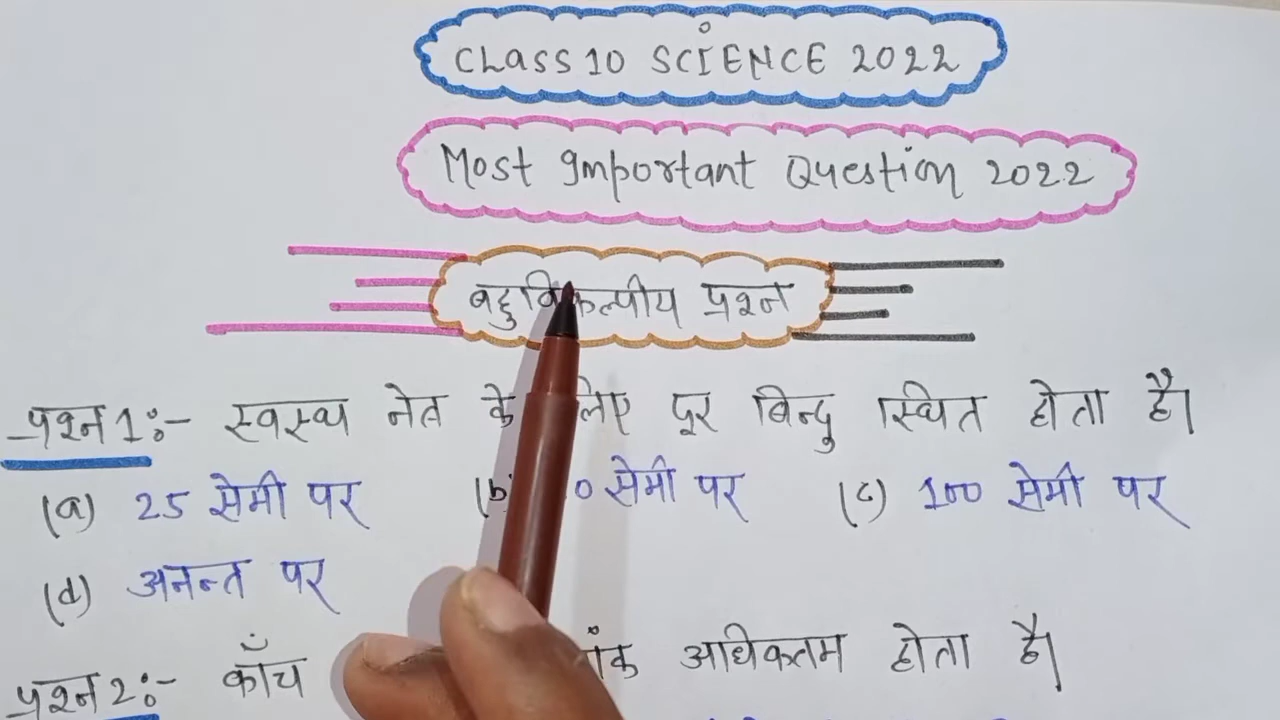 CLASS 10 SCIENCE 2022
Most Important Question 2022
बहुविकल्पीय प्रश्न
प्रश्न 1:- स्वस्थ नेत्र के लिए दूर बिन्दु स्थित होता है।
(a) 25 सेमी पर (b) सेमी पर (c) 100 सेमी पर
(d) अनन्त पर
प्रश्न 2:- काँच अधिकतम होता है।